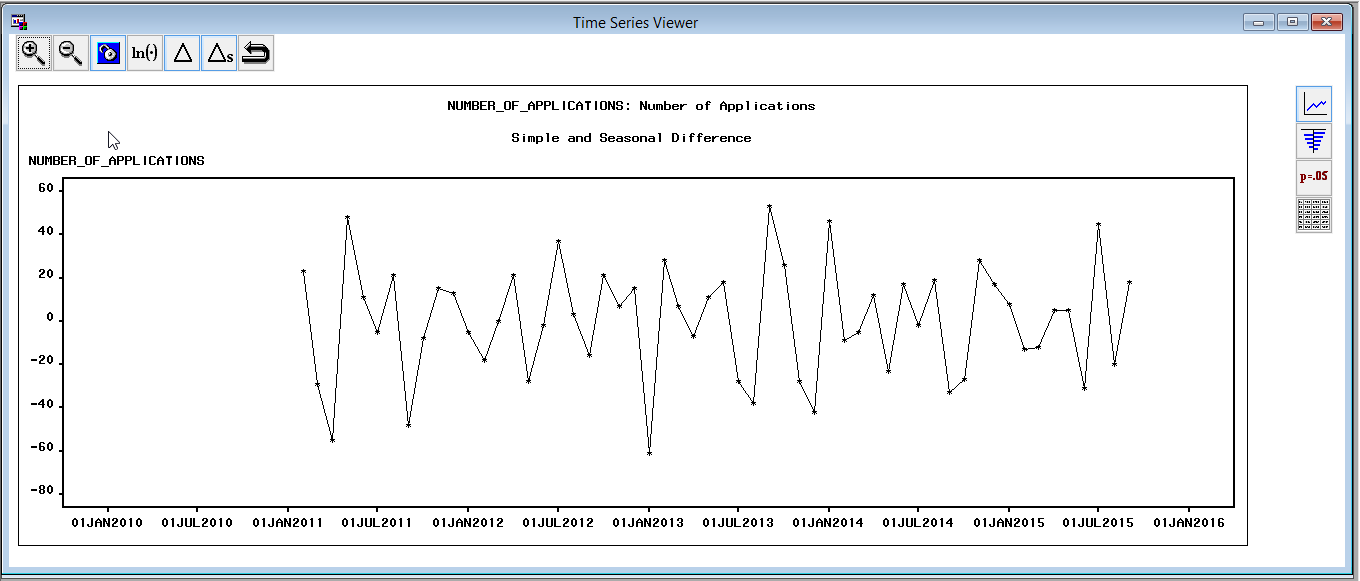 Time Series Viewer
ln(·) Δ Δs
NUMBER_OF_APPLICATIONS: Number of Applications
Simple and Seasonal Difference
NUMBER_OF_APPLICATIONS
p=.05
60
40
20
0
-20
-40
-60
-80
01JAN2010 01JUL2010 01JAN2011 01JUL2011 01JAN2012 01JUL2012 01JAN2013 01JUL2013 01JAN2014 01JUL2014 01JAN2015 01JUL2015 01JAN2016